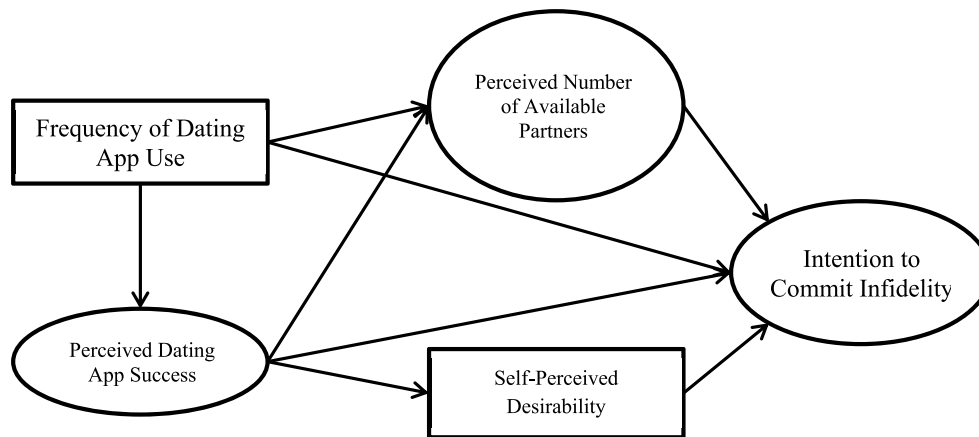 Perceived Number
of Available
Partners
Frequency of Dating
App Use
Intention to
Commit Infidelity
Perceived Dating
App Success
Self-Perceived
Desirability